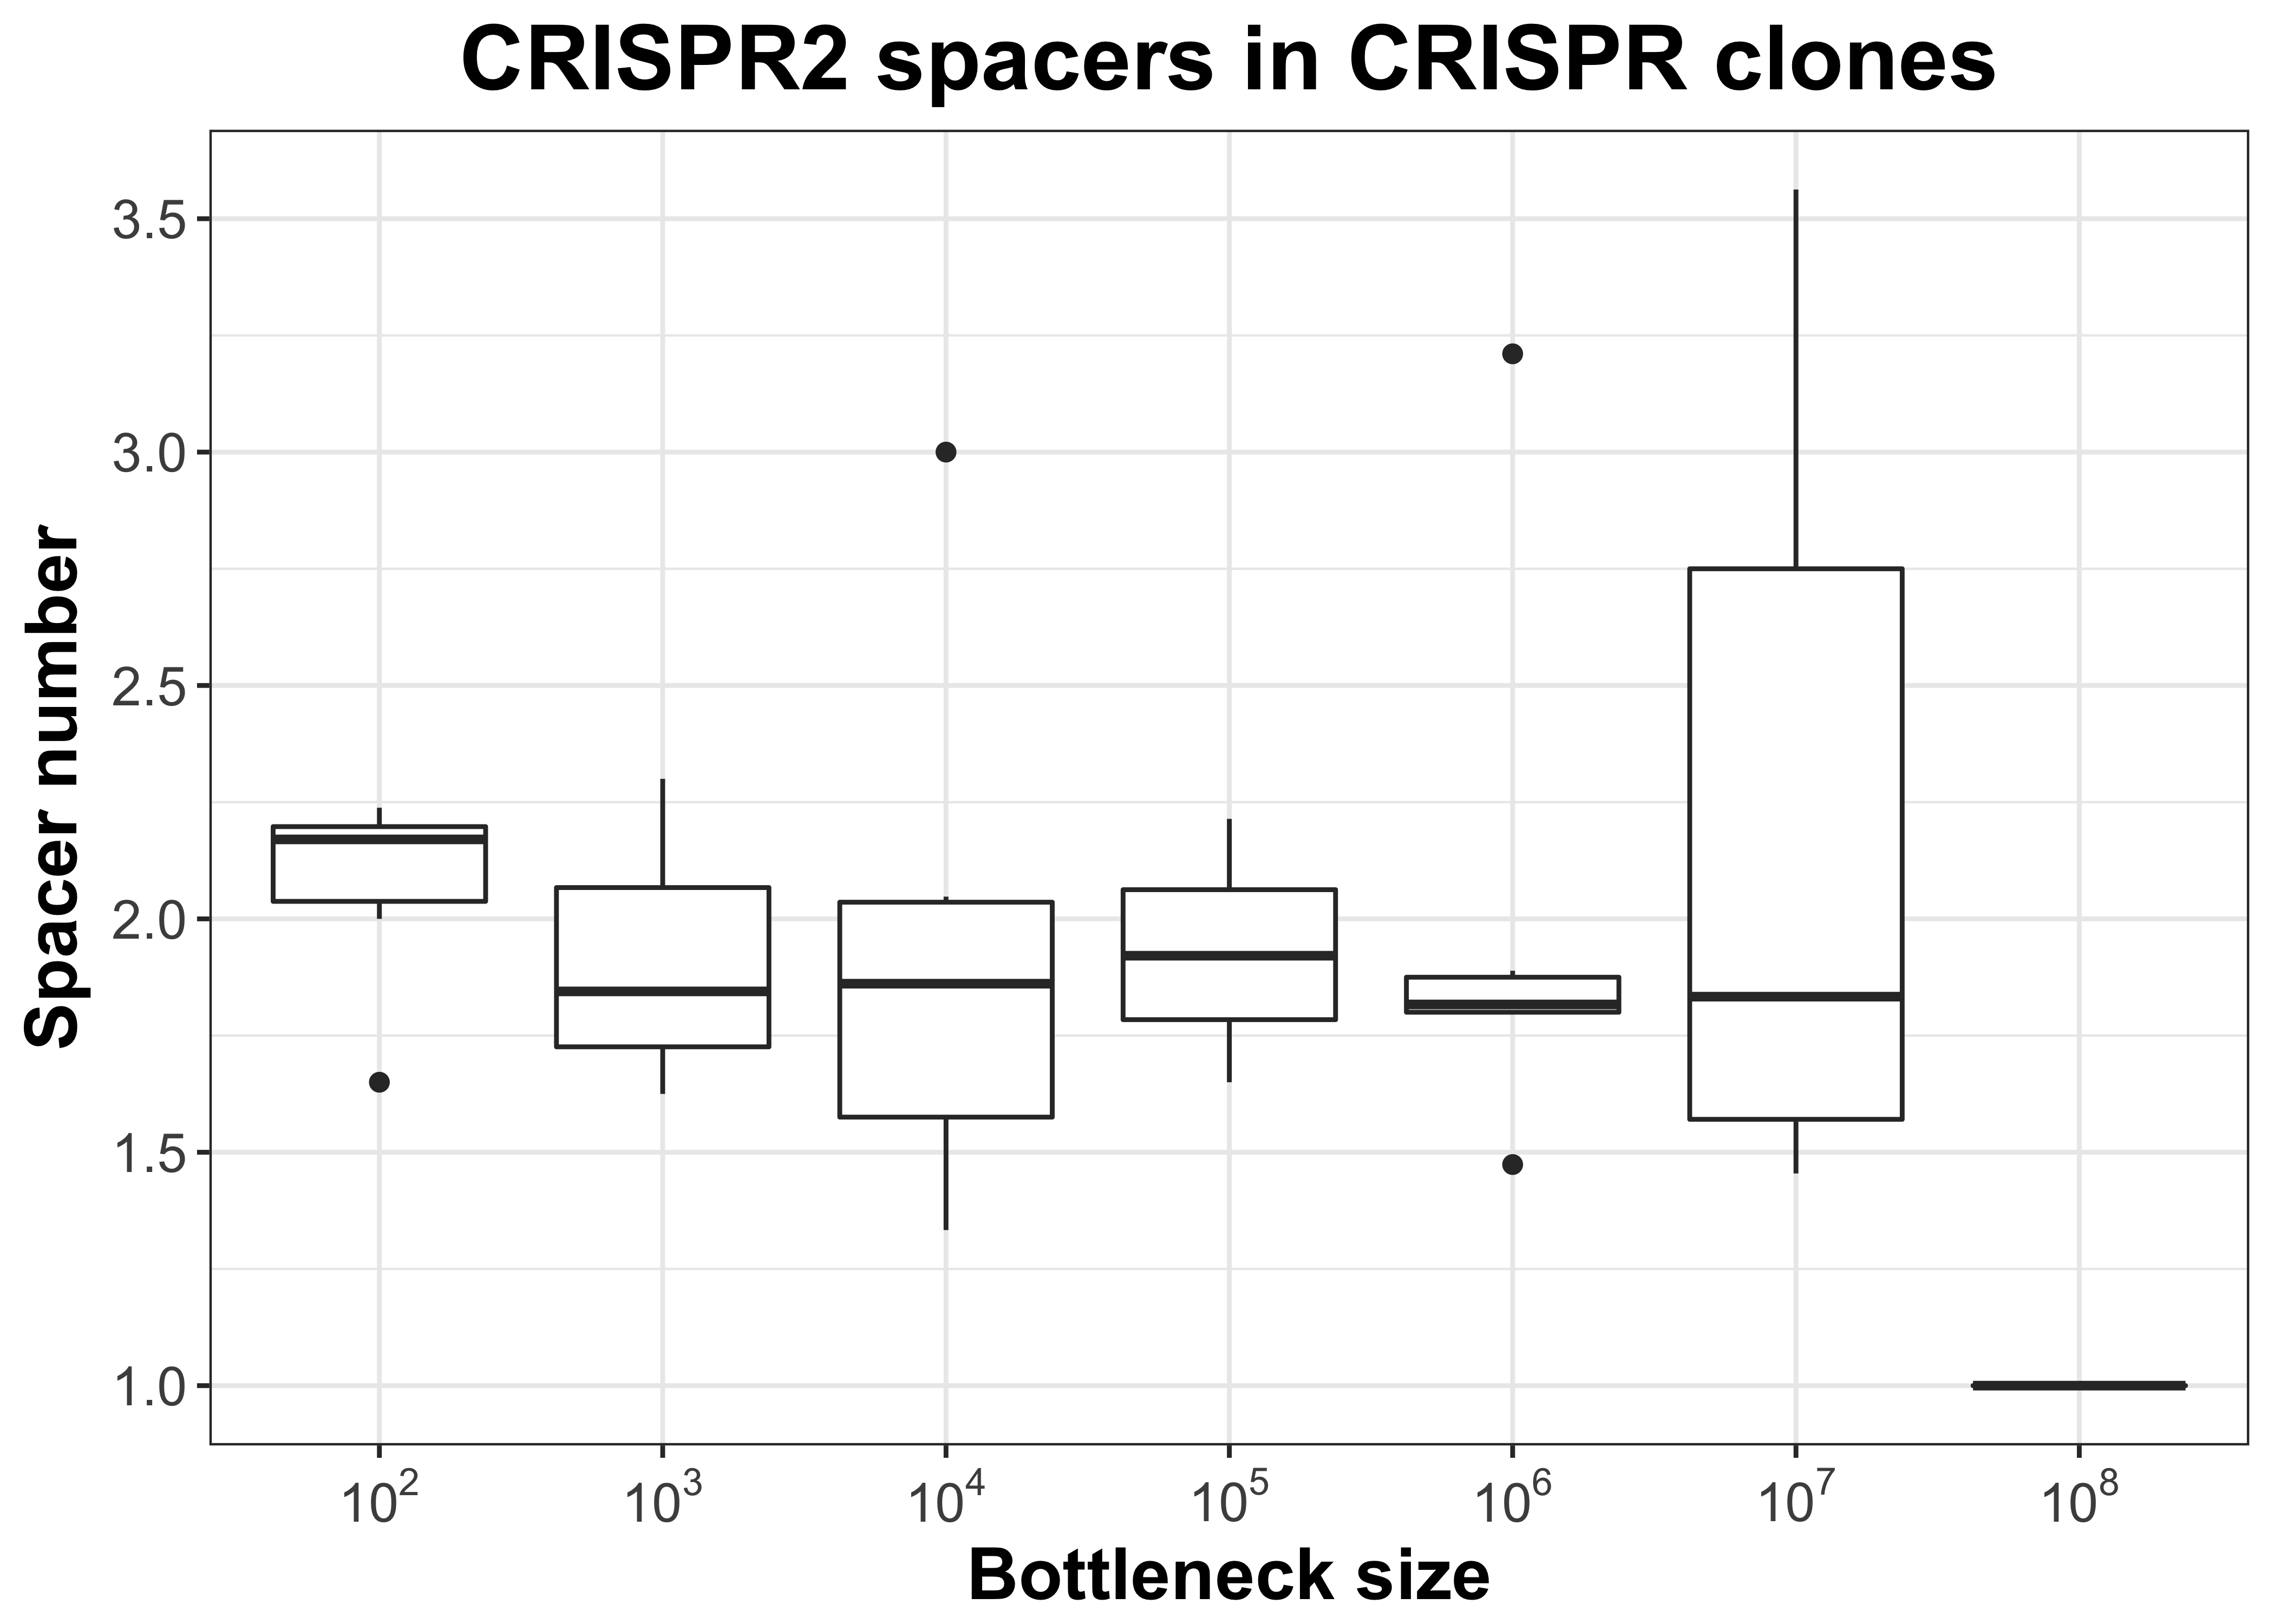 CRISPR2 spacers in CRISPR clones
Spacer number
3.5
3.0
2.5
2.0
1.5
1.0
10² 10³ 10⁴ 10⁵ 10⁶ 10⁷ 10⁸
Bottleneck size